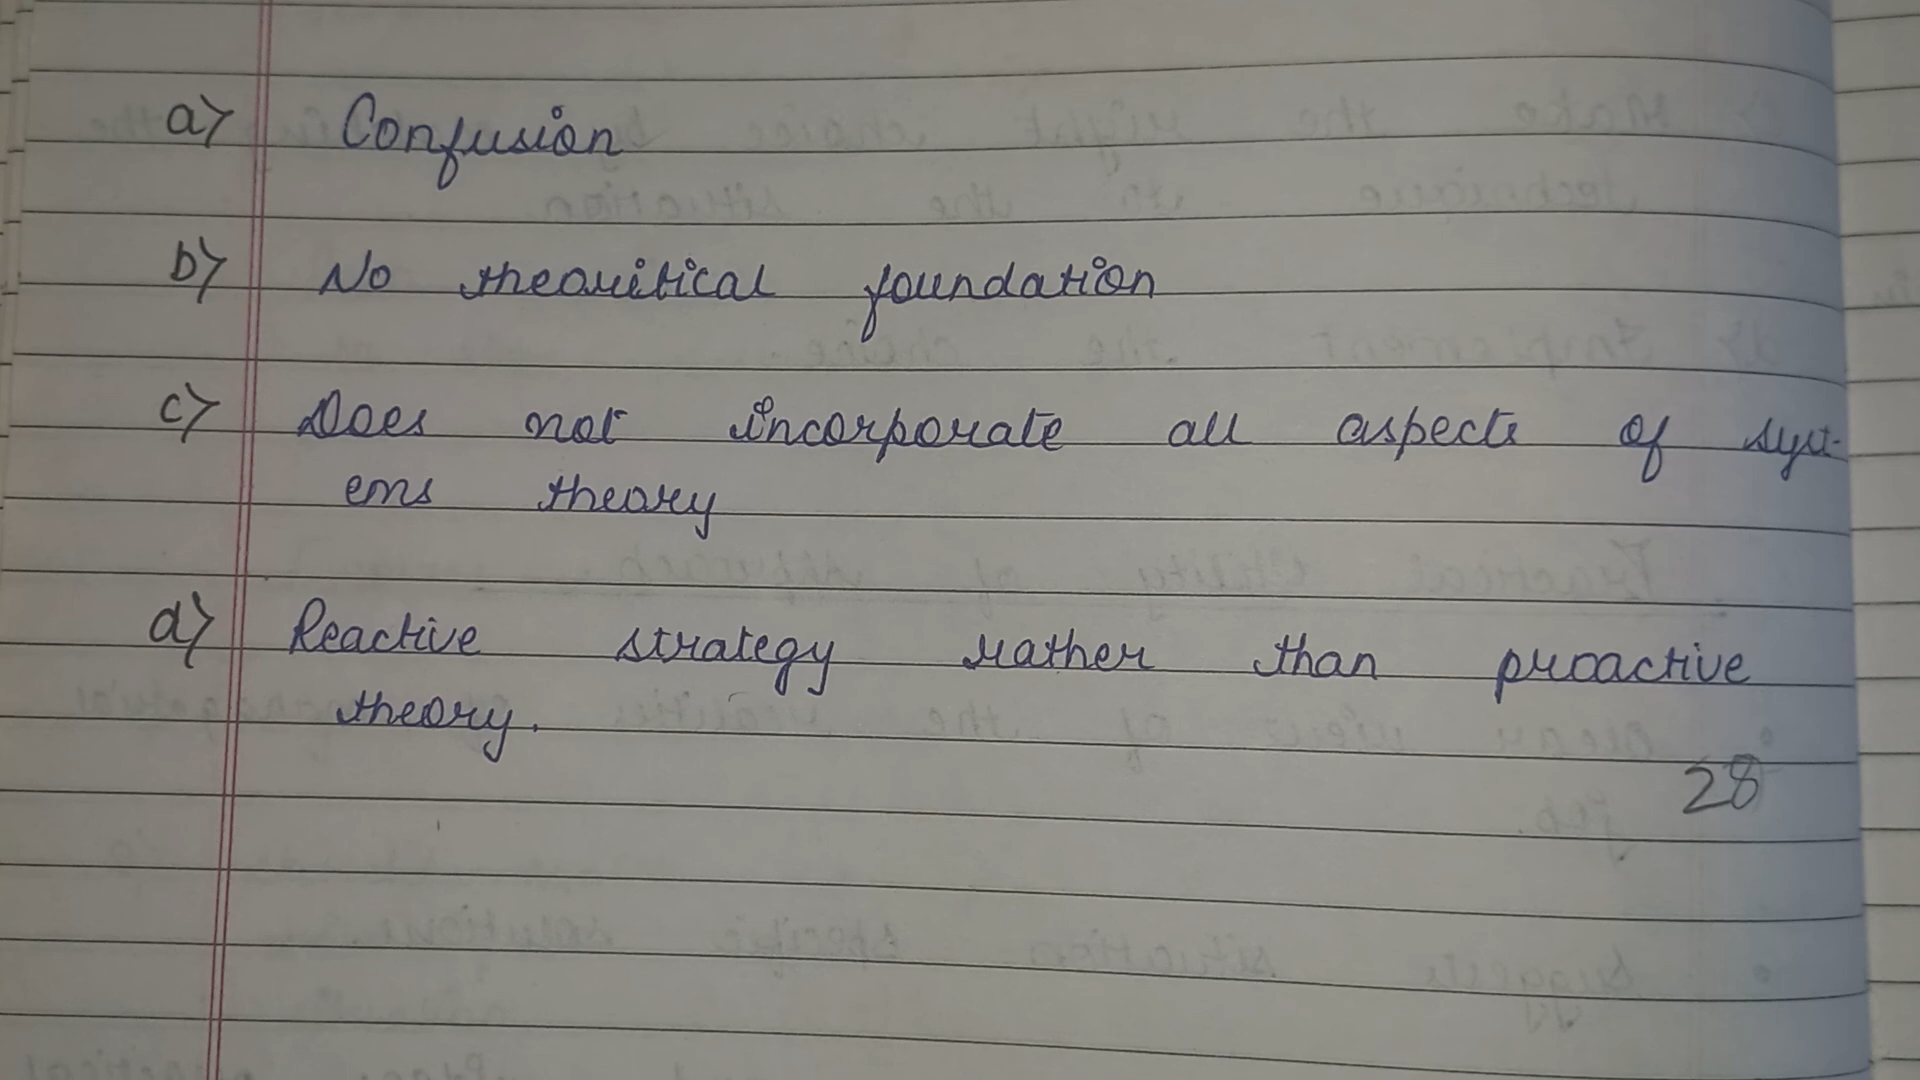 a) Confusion
b) No theoritical foundation
c) Does not incorporate all aspects of syst-
ems theory
d) Reactive strategy rather than proactive
theory.
28